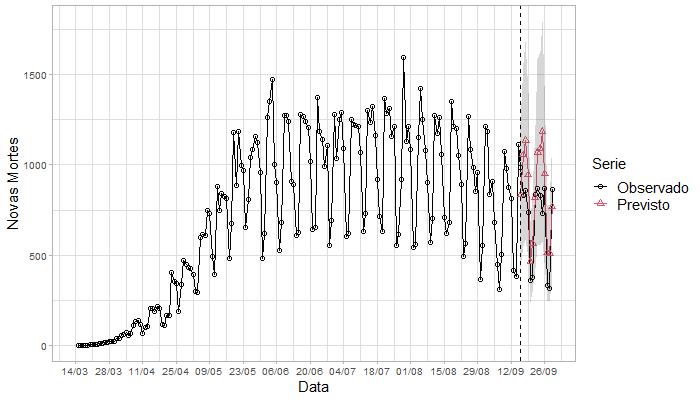 Novas Mortes
1500
1000
500
0
14/03 28/03 11/04 25/04 09/05 23/05 06/06 20/06 04/07 18/07 01/08 15/08 29/08 12/09 26/09
Data
Serie
Observado
Previsto